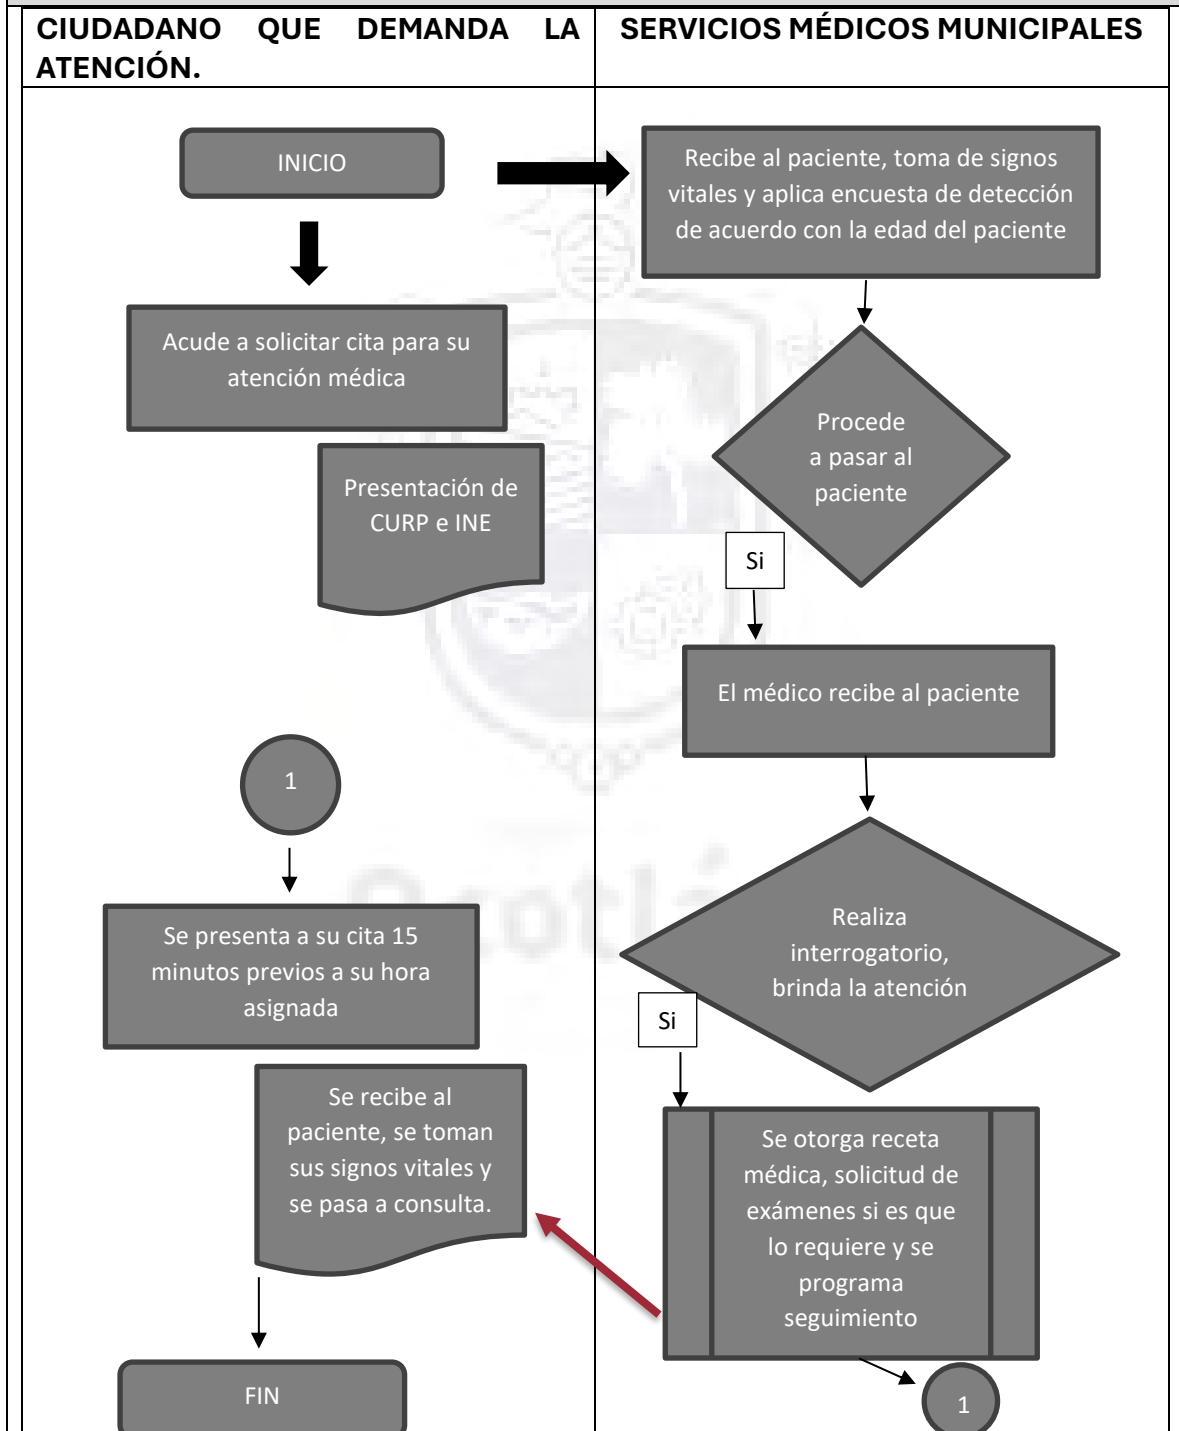 CIUDADANO QUE DEMANDA LA
ATENCIÓN.
SERVICIOS MÉDICOS MUNICIPALES
INICIO
Acude a solicitar cita para su
atención médica
Presentación de
CURP e INE
1
Se presenta a su cita 15
minutos previos a su hora
asignada
Se recibe al
paciente, se toman
sus signos vitales y
se pasa a consulta.
FIN
Recibe al paciente, toma de signos
vitales y aplica encuesta de detección
de acuerdo con la edad del paciente
Procede
a pasar al
paciente
Si
El médico recibe al paciente
Realiza
interrogatorio,
brinda la atención
Si
Se otorga receta
médica, solicitud de
exámenes si es que
lo requiere y se
programa
seguimiento
1